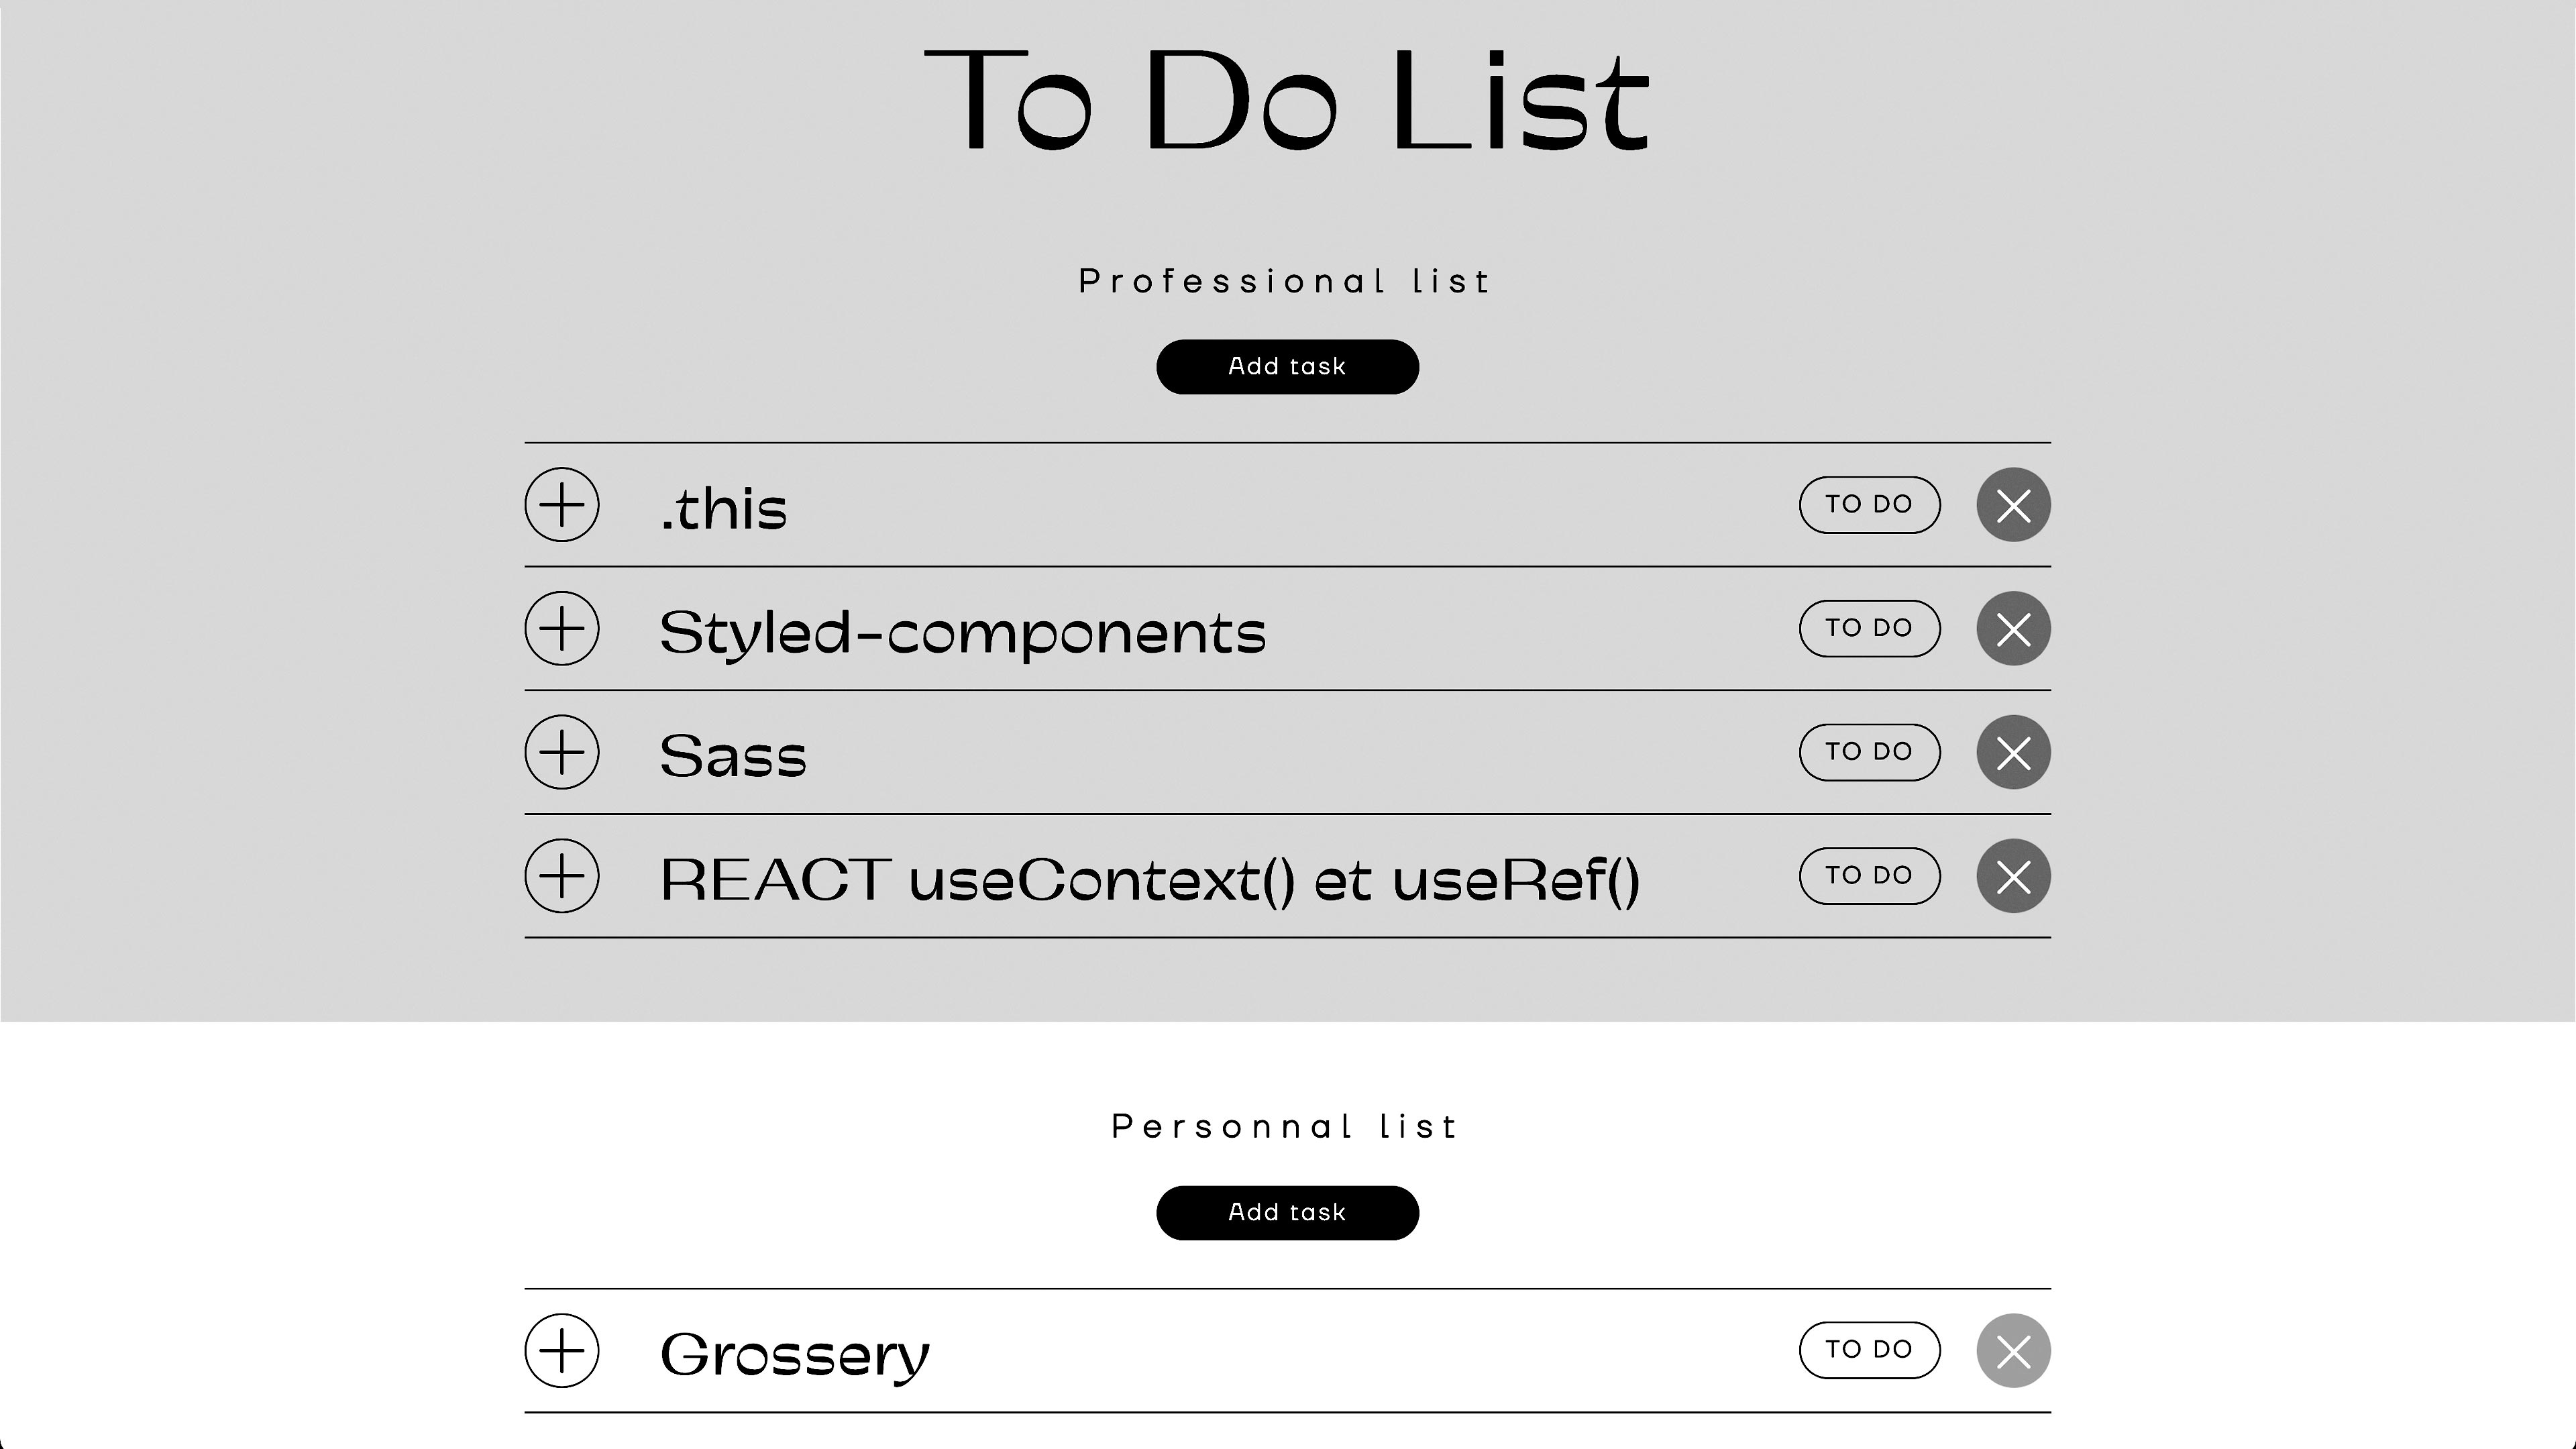 To Do List
Professional list
Add task
.this TO DO
Styled-components TO DO
Sass TO DO
REACT useContext() et useRef() TO DO
Personnal list
Add task
Grossery TO DO